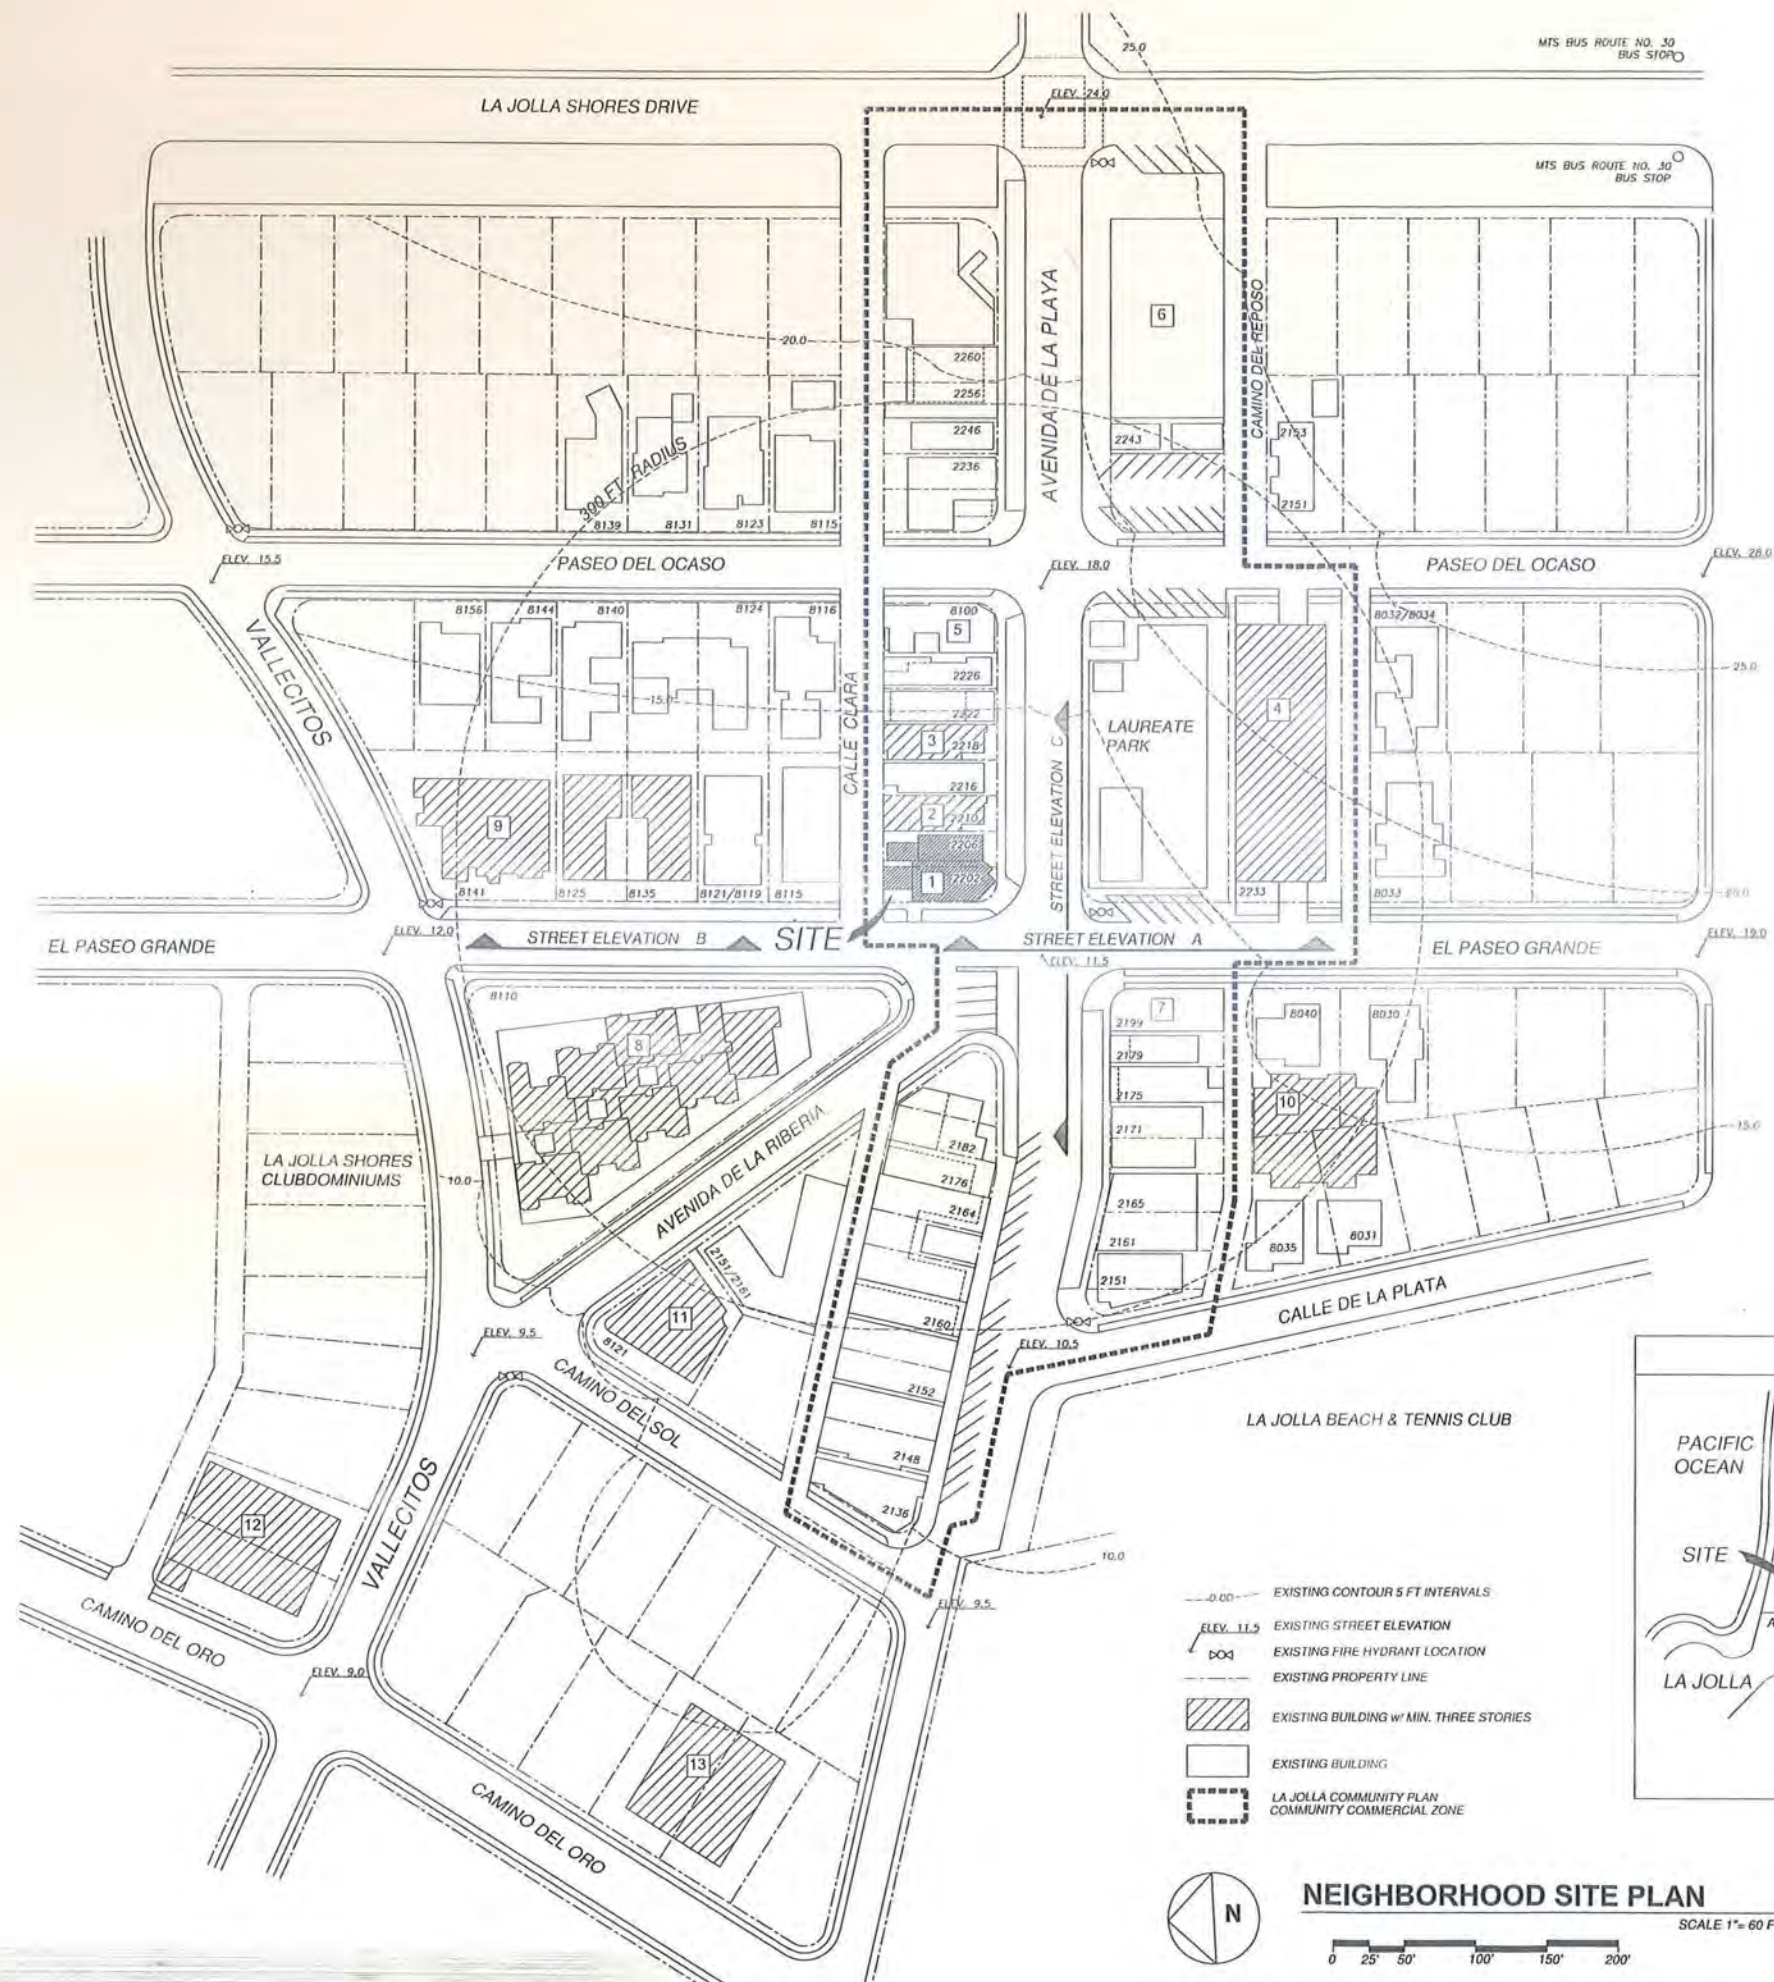 MTS BUS ROUTE NO. 30
BUS STOP
25.0
ELEV. 24.0
LA JOLLA SHORES DRIVE
MTS BUS ROUTE NO. 30
BUS STOP
AVENIDA DE LA PLAYA
CAMINO DEL REPOSO
6
20.0
2260
2256
2246
2236
2243
2153
2151
300 FT. RADIUS
8139
8131
8123
8115
ELEV. 15.5
PASEO DEL OCASO
ELEV. 18.0
PASEO DEL OCASO
ELEV. 28.0
VALLECITOS
8156
8144
8140
8124
8116
8100
5
2226
2222
3
2218
2216
2
2210
2206
1
2202
15.0
CALLE CLARA
STREET ELEVATION C
LAUREATE
PARK
4
2233
8032/8034
25.0
8033
20.0
9
8141
8125
8135
8121/8119
8115
ELEV. 12.0
EL PASEO GRANDE
STREET ELEVATION B
SITE
STREET ELEVATION A
ELEV. 11.5
EL PASEO GRANDE
ELEV. 19.0
8110
8
7
2199
2179
2175
2171
2165
2161
2151
8040
8030
10
8035
8031
15.0
LA JOLLA SHORES
CLUBDOMINIUMS
10.0
AVENIDA DE LA RIBERIA
2182
2176
2164
2160
2152
2148
2136
2151/2161
11
8121
ELEV. 9.5
CAMINO DEL SOL
ELEV. 10.5
CALLE DE LA PLATA
LA JOLLA BEACH & TENNIS CLUB
PACIFIC
OCEAN
SITE
A
LA JOLLA
12
VALLECITOS
CAMINO DEL ORO
ELEV. 9.0
10.0
ELEV. 9.5
13
CAMINO DEL ORO
0.00
EXISTING CONTOUR 5 FT INTERVALS
ELEV. 11.5
EXISTING STREET ELEVATION
EXISTING FIRE HYDRANT LOCATION
EXISTING PROPERTY LINE
EXISTING BUILDING w/ MIN. THREE STORIES
EXISTING BUILDING
LA JOLLA COMMUNITY PLAN
COMMUNITY COMMERCIAL ZONE
N
NEIGHBORHOOD SITE PLAN
SCALE 1"= 60 F
0 25' 50' 100' 150' 200'